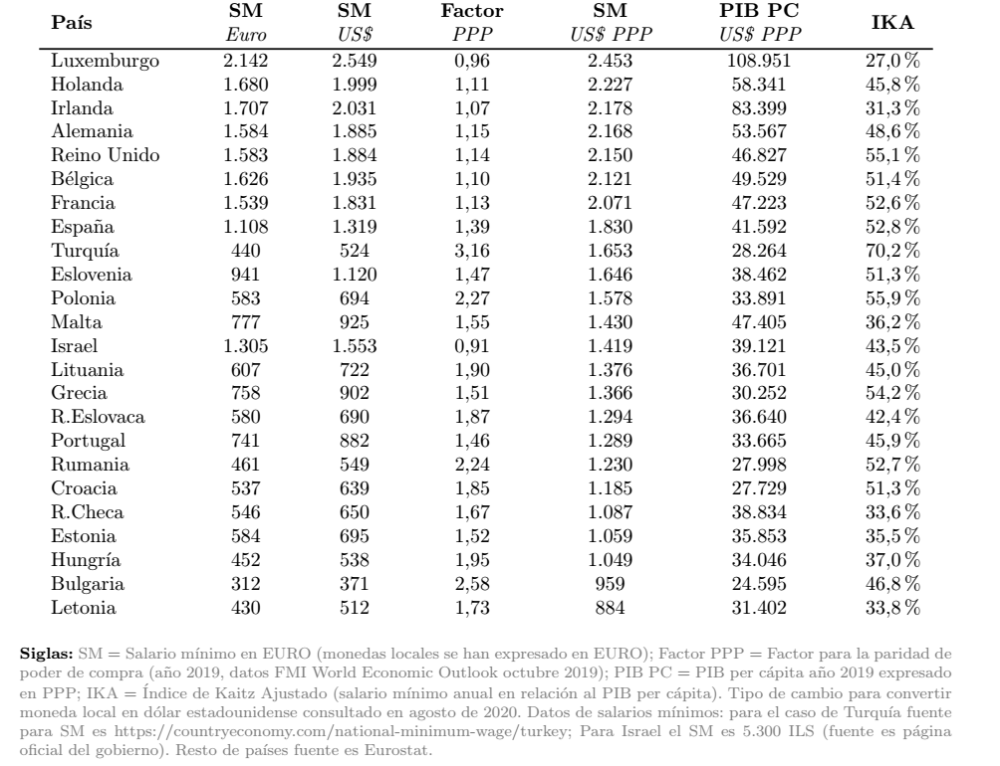 País SM SM Factor SM PIB PC IKA
Euro US$ PPP US$ PPP US$ PPP
Luxemburgo 2.142 2.549 0,96 2.453 108.951 27,0 %
Holanda 1.680 1.999 1,11 2.227 58.341 45,8 %
Irlanda 1.707 2.031 1,07 2.178 83.399 31,3 %
Alemania 1.584 1.885 1,15 2.168 53.567 48,6 %
Reino Unido 1.583 1.884 1,14 2.150 46.827 55,1 %
Bélgica 1.626 1.935 1,10 2.121 49.529 51,4 %
Francia 1.539 1.831 1,13 2.071 47.223 52,6 %
España 1.108 1.319 1,39 1.830 41.592 52,8 %
Turquía 440 524 3,16 1.653 28.264 70,2 %
Eslovenia 941 1.120 1,47 1.646 38.462 51,3 %
Polonia 583 694 2,27 1.578 33.891 55,9 %
Malta 777 925 1,55 1.430 47.405 36,2 %
Israel 1.305 1.553 0,91 1.419 39.121 43,5 %
Lituania 607 722 1,90 1.376 36.701 45,0 %
Grecia 758 902 1,51 1.366 30.252 54,2 %
R.Eslovaca 580 690 1,87 1.294 36.640 42,4 %
Portugal 741 882 1,46 1.289 33.665 45,9 %
Rumania 461 549 2,24 1.230 27.998 52,7 %
Croacia 537 639 1,85 1.185 27.729 51,3 %
R.Checa 546 650 1,67 1.087 38.834 33,6 %
Estonia 584 695 1,52 1.059 35.853 35,5 %
Hungría 452 538 1,95 1.049 34.046 37,0 %
Bulgaria 312 371 2,58 959 24.595 46,8 %
Letonia 430 512 1,73 884 31.402 33,8 %
Siglas: SM = Salario mínimo en EURO (monedas locales se han expresado en EURO); Factor PPP = Factor para la paridad de
poder de compra (año 2019, datos FMI World Economic Outlook octubre 2019); PIB PC = PIB per cápita año 2019 expresado
en PPP; IKA = Índice de Kaitz Ajustado (salario mínimo anual en relación al PIB per cápita). Tipo de cambio para convertir
moneda local en dólar estadounidense consultado en agosto de 2020. Datos de salarios mínimos: para el caso de Turquía fuente
para SM es https://countryeconomy.com/national-minimum-wage/turkey; Para Israel el SM es 5.300 ILS (fuente es página
oficial del gobierno). Resto de países fuente es Eurostat.